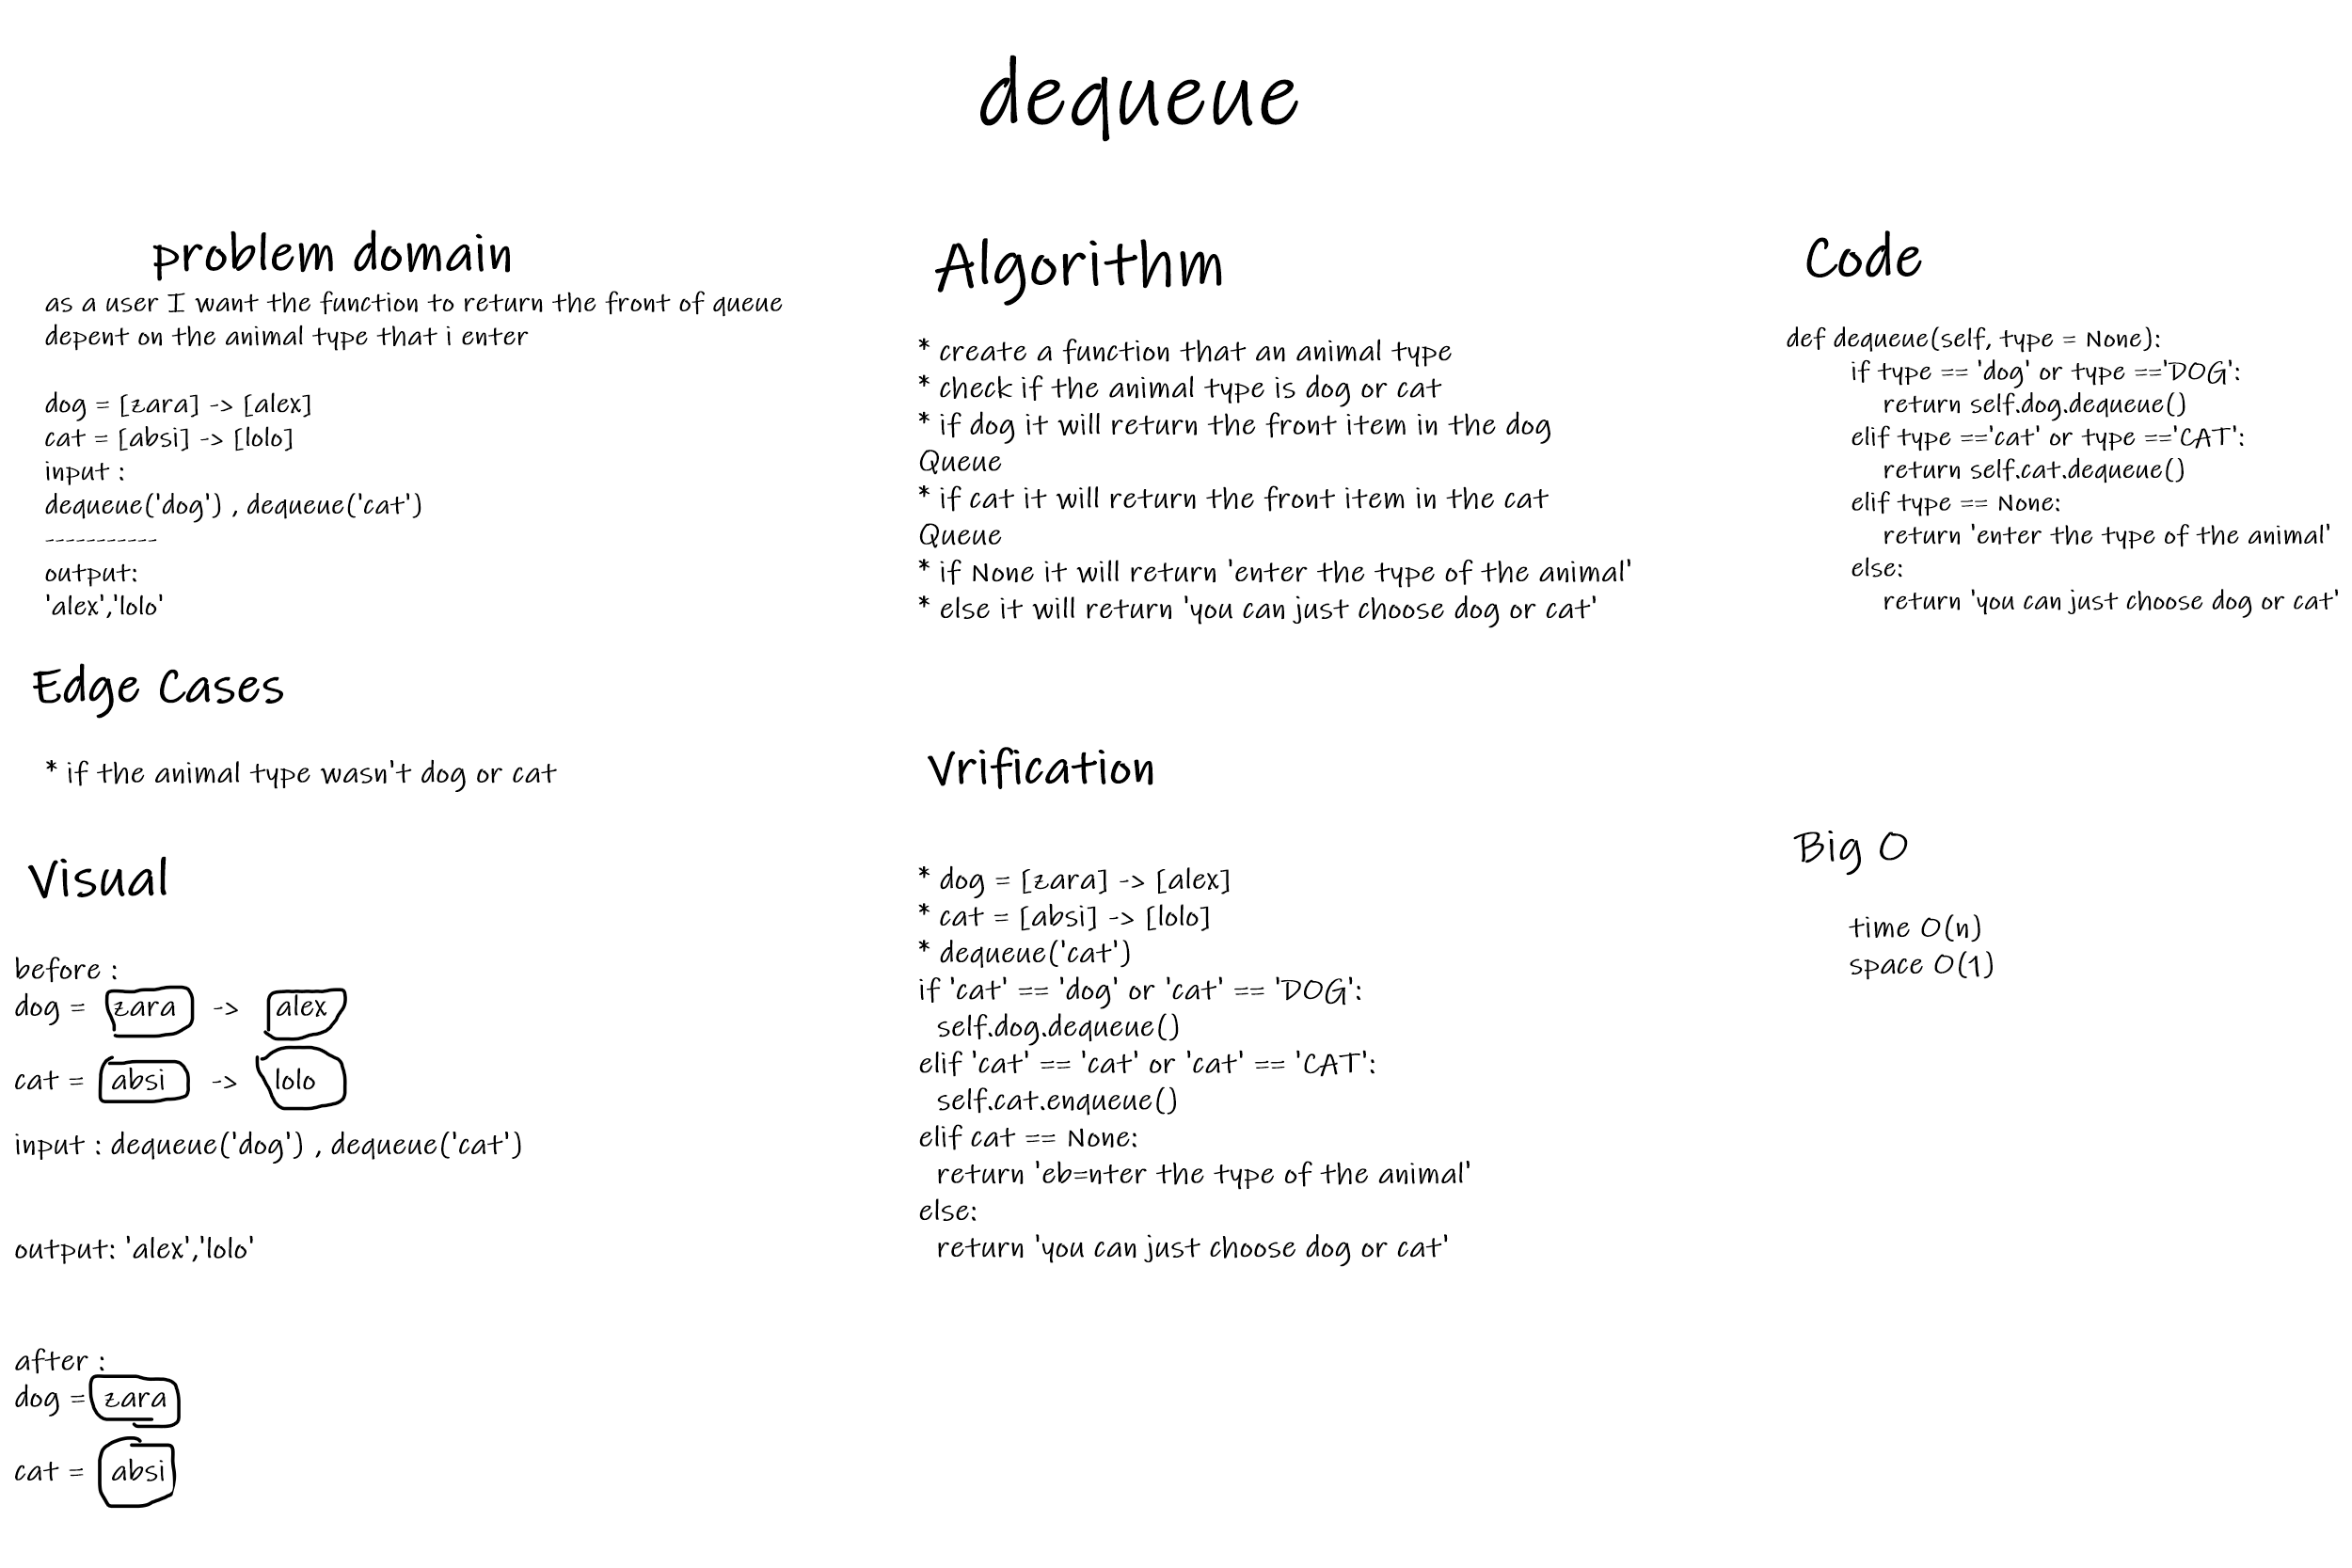 dequeue
problem domain
as a user I want the function to return the front of queue
depent on the animal type that i enter
dog = [zara] -> [alex]
cat = [absi] -> [lolo]
input :
dequeue('dog') , dequeue('cat')
-----------
output:
'alex','lolo'
Edge Cases
* if the animal type wasn't dog or cat
Visual
before :
dog = zara -> alex
cat = absi -> lolo
input : dequeue('dog') , dequeue('cat')
output: 'alex','lolo'
after :
dog = zara
cat = absi
Algorithm
* create a function that an animal type
* check if the animal type is dog or cat
* if dog it will return the front item in the dog
Queue
* if cat it will return the front item in the cat
Queue
* if None it will return 'enter the type of the animal'
* else it will return 'you can just choose dog or cat'
Vrification
* dog = [zara] -> [alex]
* cat = [absi] -> [lolo]
* dequeue('cat')
if 'cat' == 'dog' or 'cat' == 'DOG':
self.dog.dequeue()
elif 'cat' == 'cat' or 'cat' == 'CAT':
self.cat.enqueue()
elif cat == None:
return 'eb=nter the type of the animal'
else:
return 'you can just choose dog or cat'
Code
def dequeue(self, type = None):
if type == 'dog' or type =='DOG':
return self.dog.dequeue()
elif type =='cat' or type =='CAT':
return self.cat.dequeue()
elif type == None:
return 'enter the type of the animal'
else:
return 'you can just choose dog or cat'
Big O
time O(n)
space O(1)